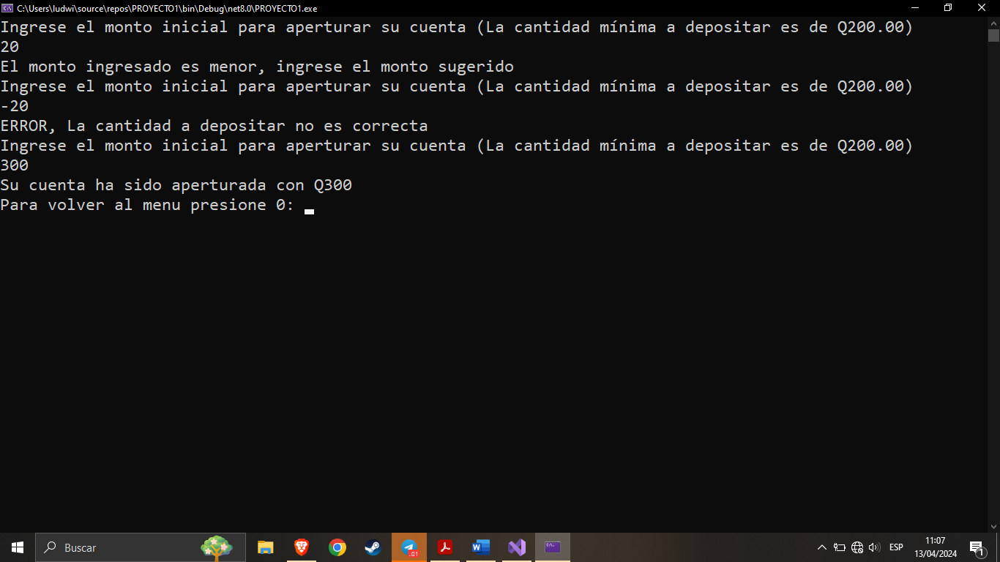 C:\Users\ludwi\source\repos\PROYECTO1\bin\Debug\net8.0\PROYECTO1.exe
Ingrese el monto inicial para aperturar su cuenta (La cantidad mínima a depositar es de Q200.00)
20
El monto ingresado es menor, ingrese el monto sugerido
Ingrese el monto inicial para aperturar su cuenta (La cantidad mínima a depositar es de Q200.00)
-20
ERROR, La cantidad a depositar no es correcta
Ingrese el monto inicial para aperturar su cuenta (La cantidad mínima a depositar es de Q200.00)
300
Su cuenta ha sido aperturada con Q300
Para volver al menu presione 0:
Buscar
.01
ESP
11:07
13/04/2024
1